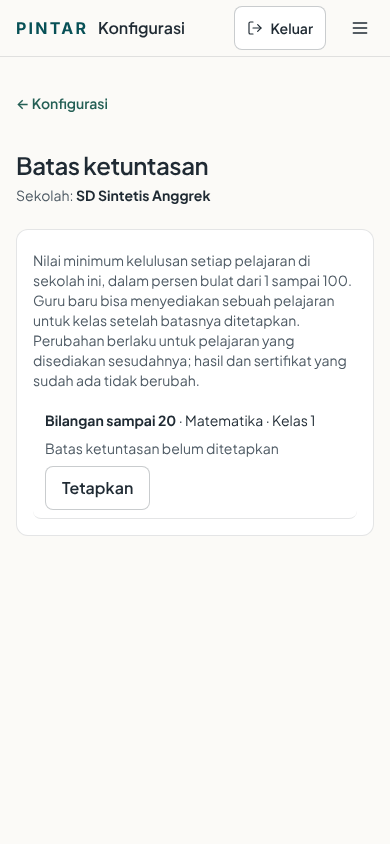 PINTAR Konfigurasi Keluar
← Konfigurasi
Batas ketuntasan
Sekolah: SD Sintetis Anggrek
Nilai minimum kelulusan setiap pelajaran di
sekolah ini, dalam persen bulat dari 1 sampai 100.
Guru baru bisa menyediakan sebuah pelajaran
untuk kelas setelah batasnya ditetapkan.
Perubahan berlaku untuk pelajaran yang
disediakan sesudahnya; hasil dan sertifikat yang
sudah ada tidak berubah.
Bilangan sampai 20 · Matematika · Kelas 1
Batas ketuntasan belum ditetapkan
Tetapkan